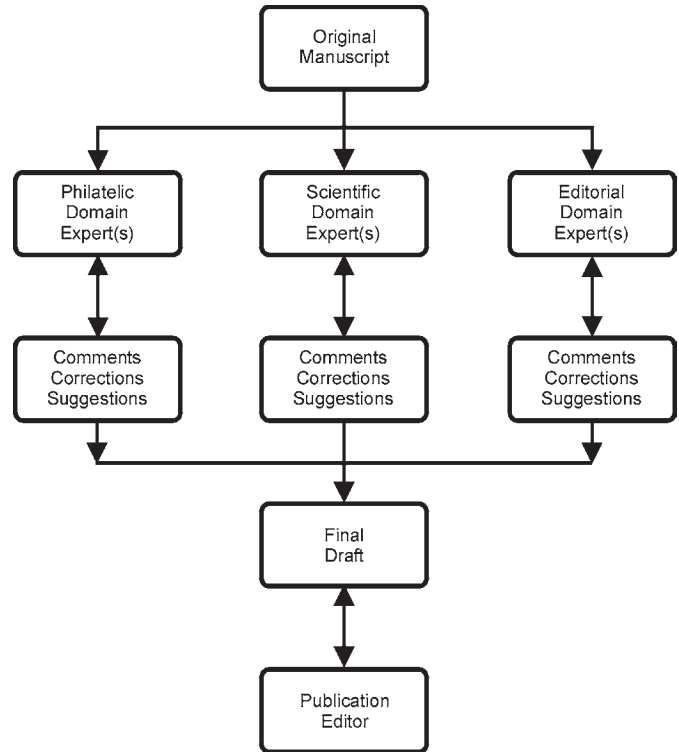 Original
Manuscript
Philatelic
Domain
Expert(s)
Scientific
Domain
Expert(s)
Editorial
Domain
Expert(s)
Comments
Corrections
Suggestions
Comments
Corrections
Suggestions
Comments
Corrections
Suggestions
Final
Draft
Publication
Editor